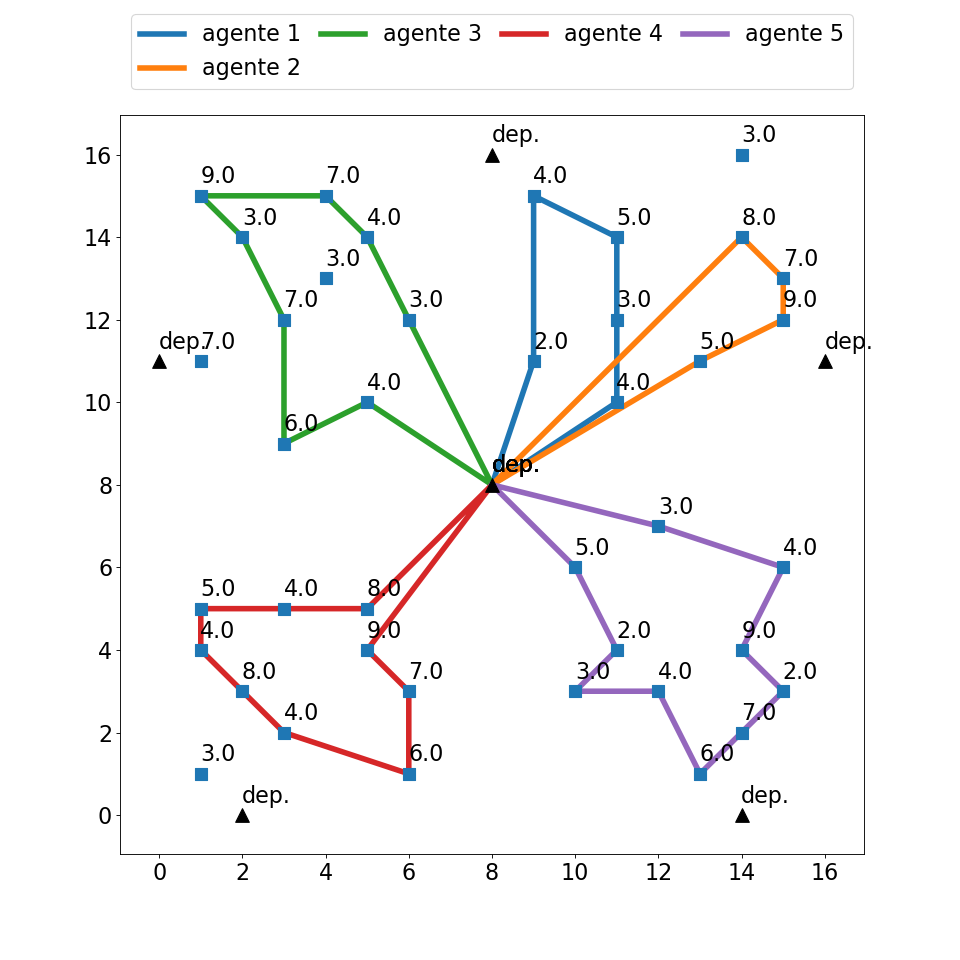 agente 1 agente 3 agente 4 agente 5
agente 2
dep. 3.0
16
9.0 7.0 4.0
3.0 4.0 5.0 8.0
14
3.0 7.0
7.0 3.0 3.0 9.0
12
dep. 7.0 2.0 5.0 dep.
4.0 4.0
10
6.0
dep. dep.
8
3.0
5.0 4.0
6
5.0 4.0 8.0
4.0 9.0 2.0 9.0
4
8.0 7.0 3.0 4.0 2.0
4.0 7.0
2
3.0 6.0 6.0
dep. dep.
0
0 2 4 6 8 10 12 14 16